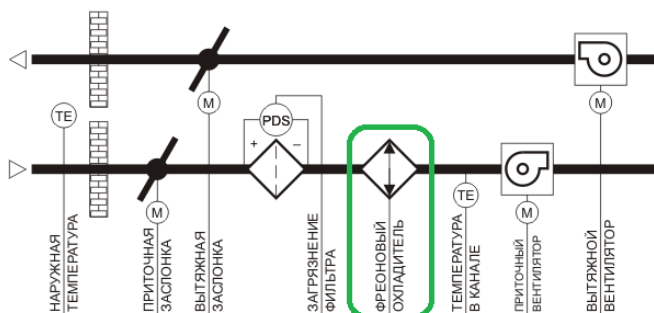 M
M
TE
PDS
+
−
M
TE
M
НАРУЖНАЯ
ТЕМПЕРАТУРА
ПРИТОЧНАЯ
ЗАСЛОНКА
ВЫТЯЖНАЯ
ЗАСЛОНКА
ЗАГРЯЗНЕНИЕ
ФИЛЬТРА
ФРЕОНОВЫЙ
ОХЛАДИТЕЛЬ
ТЕМПЕРАТУРА
В КАНАЛЕ
ПРИТОЧНЫЙ
ВЕНТИЛЯТОР
ВЫТЯЖНОЙ
ВЕНТИЛЯТОР